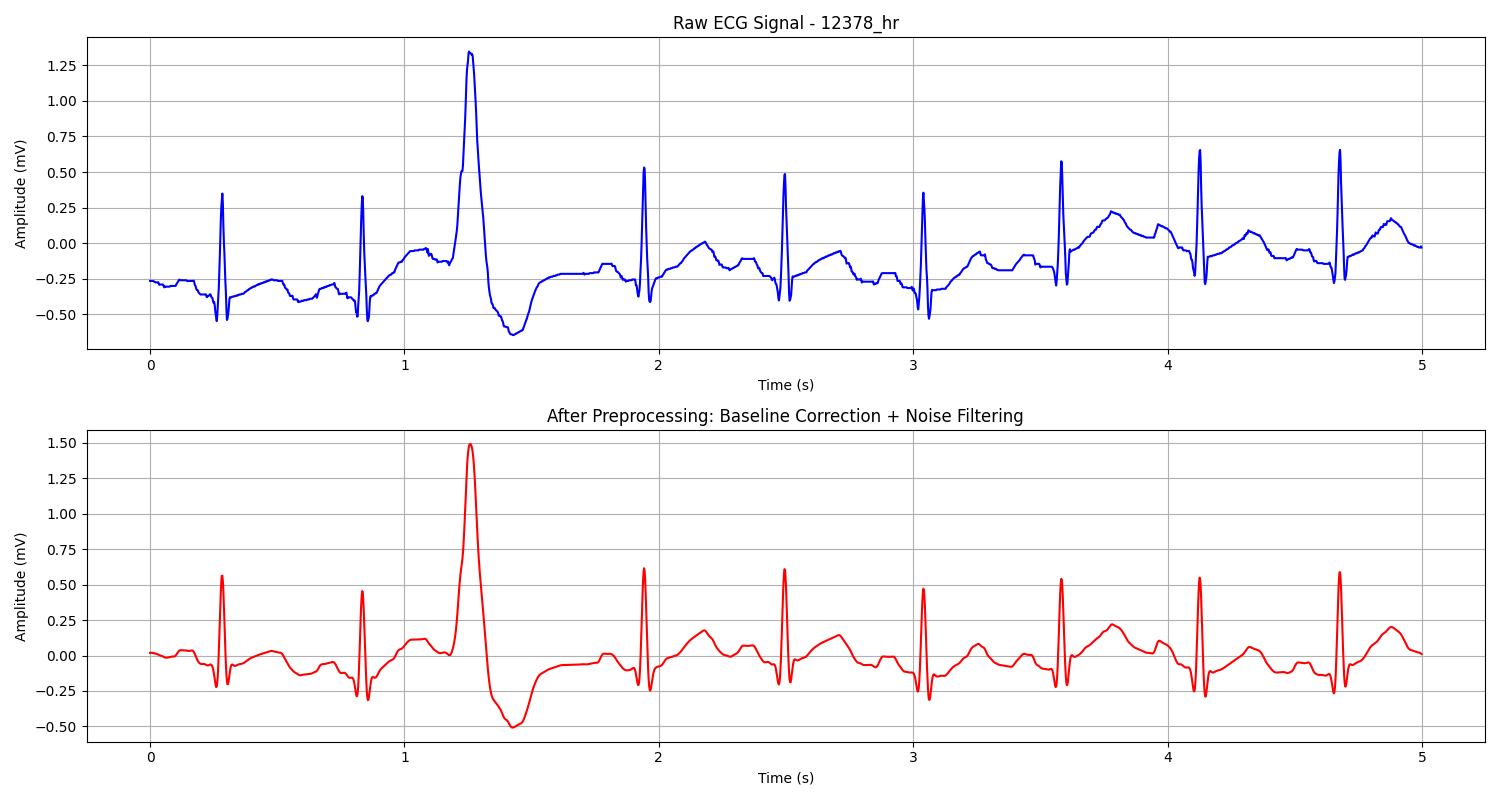 Raw ECG Signal - 12378_hr
Amplitude (mV)
1.25
1.00
0.75
0.50
0.25
0.00
−0.25
−0.50
0 1 2 3 4 5
Time (s)
After Preprocessing: Baseline Correction + Noise Filtering
Amplitude (mV)
1.50
1.25
1.00
0.75
0.50
0.25
0.00
−0.25
−0.50
0 1 2 3 4 5
Time (s)